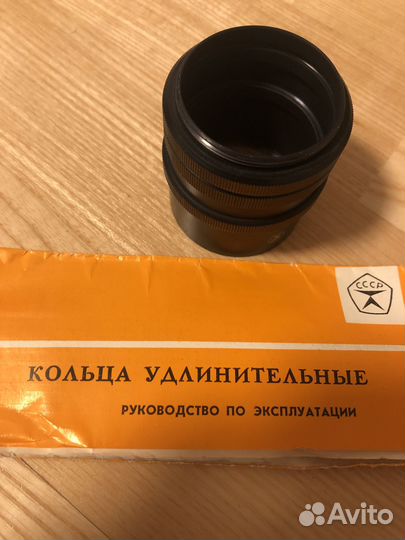 СССР
КОЛЬЦА УДЛИНИТЕЛЬНЫЕ
РУКОВОДСТВО ПО ЭКСПЛУАТАЦИИ
Avito